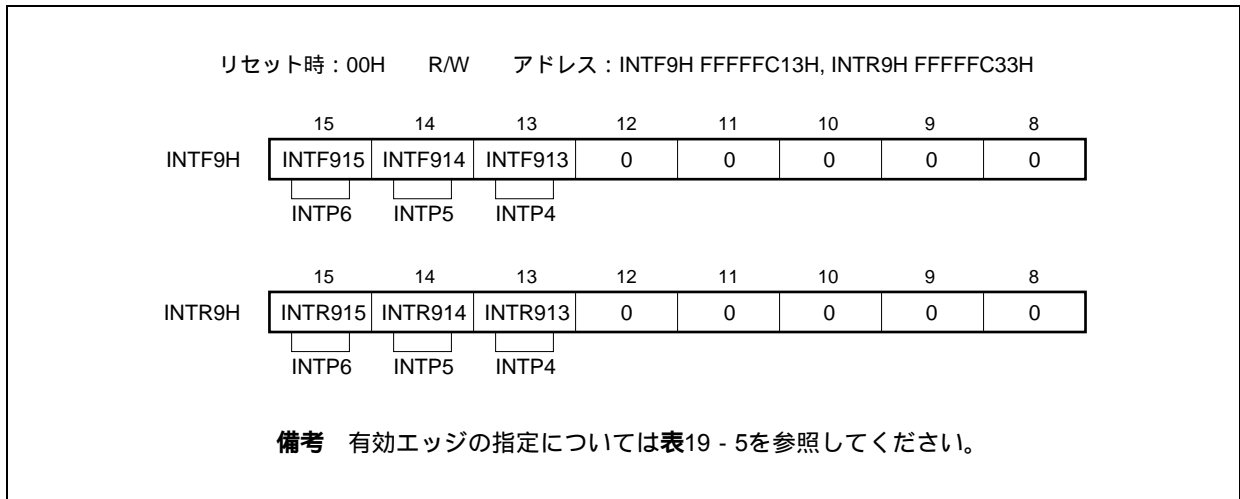 リセット時：00H　　R/W　　アドレス：INTF9H FFFFFC13H, INTR9H FFFFFC33H
15 14 13 12 11 10 9 8
INTF9H INTF915 INTF914 INTF913 0 0 0 0 0
INTP6 INTP5 INTP4
15 14 13 12 11 10 9 8
INTR9H INTR915 INTR914 INTR913 0 0 0 0 0
INTP6 INTP5 INTP4
備考　有効エッジの指定については表19 - 5を参照してください。